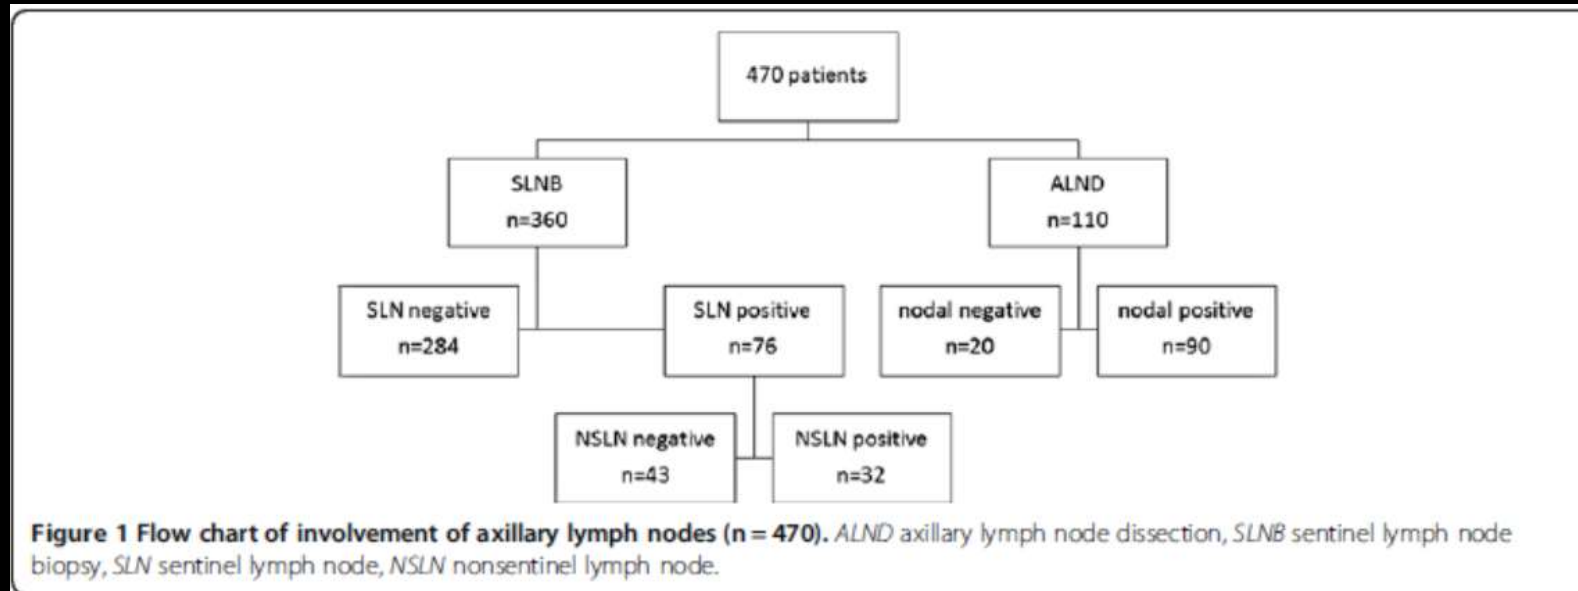 470 patients
SLNB
n=360
ALND
n=110
SLN negative
n=284
SLN positive
n=76
nodal negative
n=20
nodal positive
n=90
NSLN negative
n=43
NSLN positive
n=32
Figure 1 Flow chart of involvement of axillary lymph nodes (n = 470). ALND axillary lymph node dissection, SLNB sentinel lymph node
biopsy, SLN sentinel lymph node, NSLN nonsentinel lymph node.